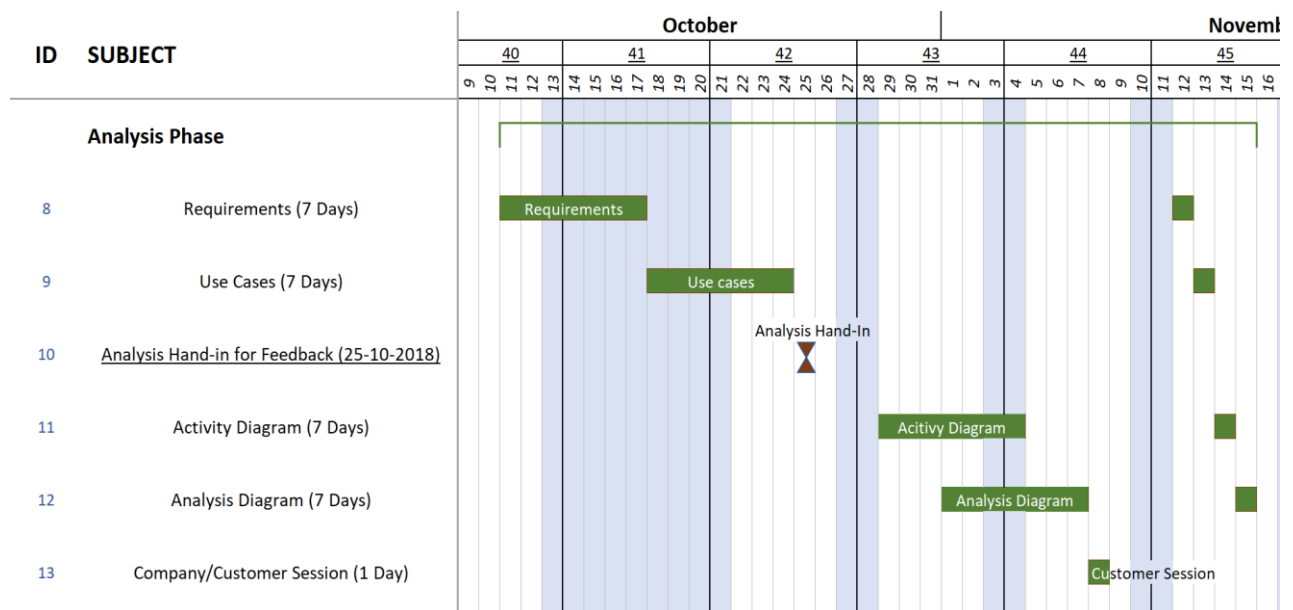 October Novemb
ID SUBJECT 40 41 42 43 44 45
9 10 11 12 13 14 15 16 17 18 19 20 21 22 23 24 25 26 27 28 29 30 31 1 2 3 4 5 6 7 8 9 10 11 12 13 14 15 16
Analysis Phase
8 Requirements (7 Days) Requirements
9 Use Cases (7 Days) Use cases
Analysis Hand-In
10 Analysis Hand-in for Feedback (25-10-2018)
11 Activity Diagram (7 Days) Acitivy Diagram
12 Analysis Diagram (7 Days) Analysis Diagram
13 Company/Customer Session (1 Day) Customer Session